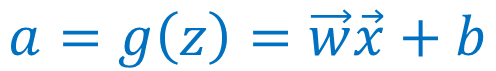 a = g(z) = w⃗x⃗ + b